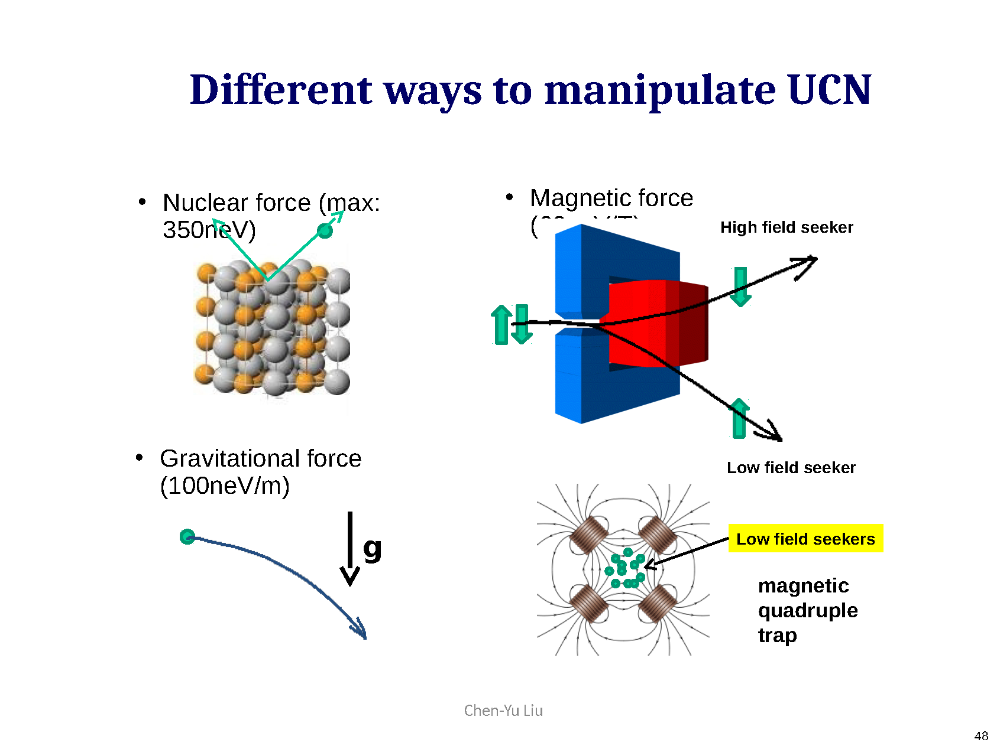 Different ways to manipulate UCN
• Nuclear force (max:
350neV)
• Magnetic force
(
High field seeker
Low field seeker
• Gravitational force
(100neV/m)
g
Low field seekers
magnetic
quadruple
trap
Chen-Yu Liu
48